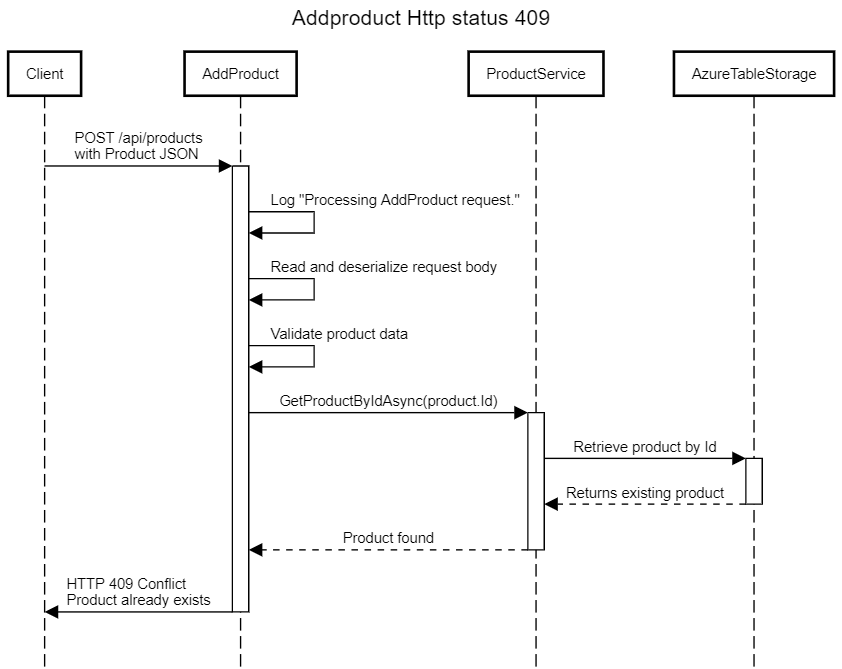 Addproduct Http status 409
Client
AddProduct
ProductService
AzureTableStorage
POST /api/products
with Product JSON
Log "Processing AddProduct request."
Read and deserialize request body
Validate product data
GetProductByIdAsync(product.Id)
Retrieve product by Id
Returns existing product
Product found
HTTP 409 Conflict
Product already exists